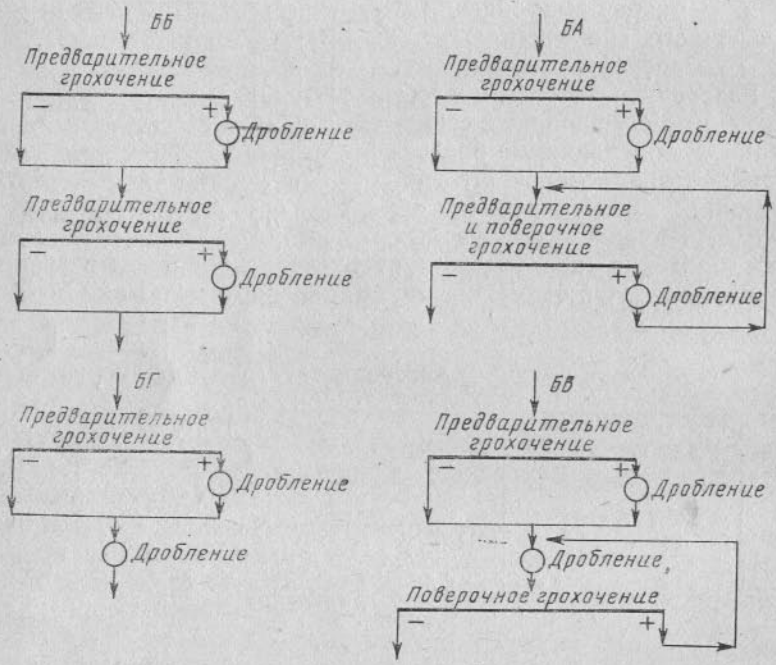 ББ
Предварительное
грохочение
−
+
Дробление
Предварительное
грохочение
−
+
Дробление
БА
Предварительное
грохочение
−
+
Дробление
Предварительное
и поверочное
грохочение
−
+
Дробление
БГ
Предварительное
грохочение
−
+
Дробление
Дробление
БВ
Предварительное
грохочение
−
+
Дробление
Дробление,
Поверочное грохочение
−
+